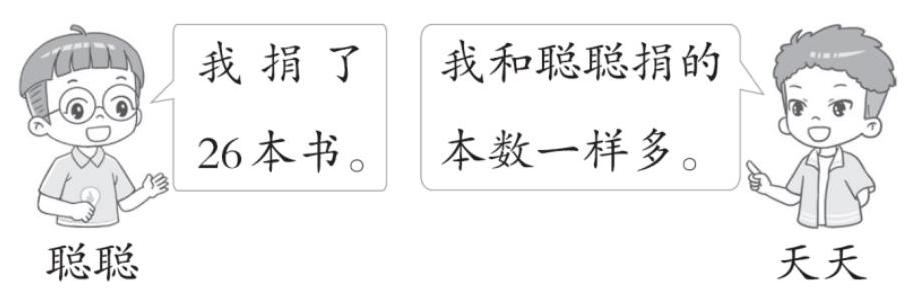 我捐了
26本书。
我和聪聪捐的
本数一样多。
聪聪
天天